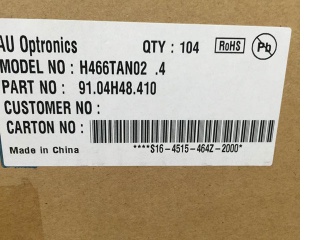 AU Optronics QTY : 104 RoHS Pb
MODEL NO : H466TAN02 .4
PART NO : 91.04H48.410
CUSTOMER NO :
CARTON NO :
Made in China ****S16-4515-464Z-2000*